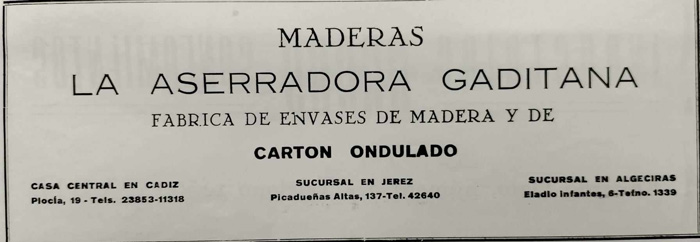 MADERAS
LA ASERRADORA GADITANA
FABRICA DE ENVASES DE MADERA Y DE
CARTON ONDULADO
CASA CENTRAL EN CADIZ
Plocia, 19 - Tels. 23853-11318
SUCURSAL EN JEREZ
Picadueñas Altas, 137-Tel. 42640
SUCURSAL EN ALGECIRAS
Eladio Infantes, 6-Tefno. 1339